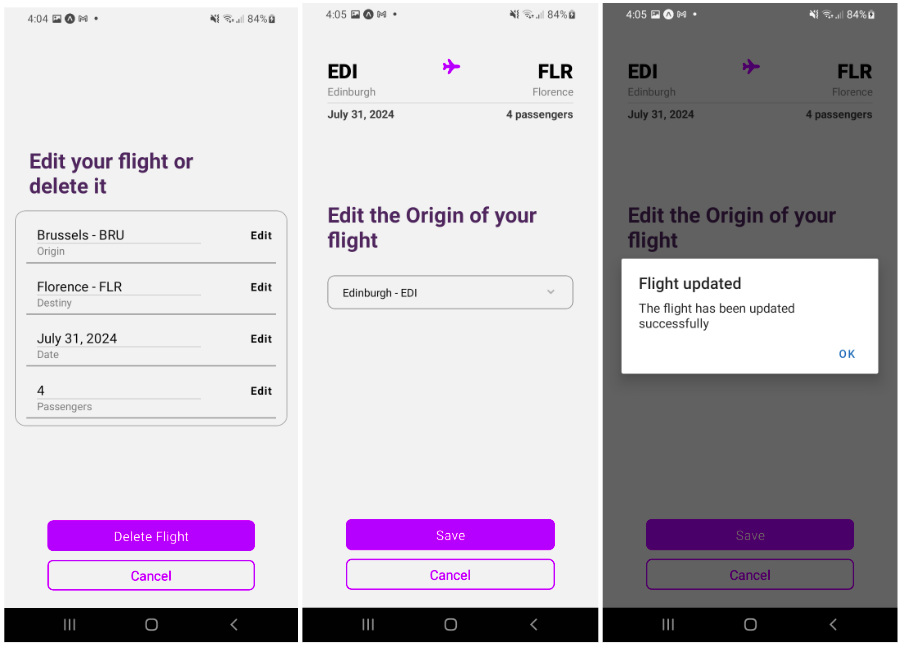 4:04
84%
Edit your flight or
delete it
Brussels - BRU
Edit
Origin
Florence - FLR
Edit
Destiny
July 31, 2024
Edit
Date
4
Edit
Passengers
Delete Flight
Cancel
4:05
84%
EDI
FLR
Edinburgh
Florence
July 31, 2024
4 passengers
Edit the Origin of your
flight
Edinburgh - EDI
Save
Cancel
4:05
84%
EDI
FLR
Edinburgh
Florence
July 31, 2024
4 passengers
Edit the Origin of your
flight
Flight updated
The flight has been updated
successfully
OK
Save
Cancel